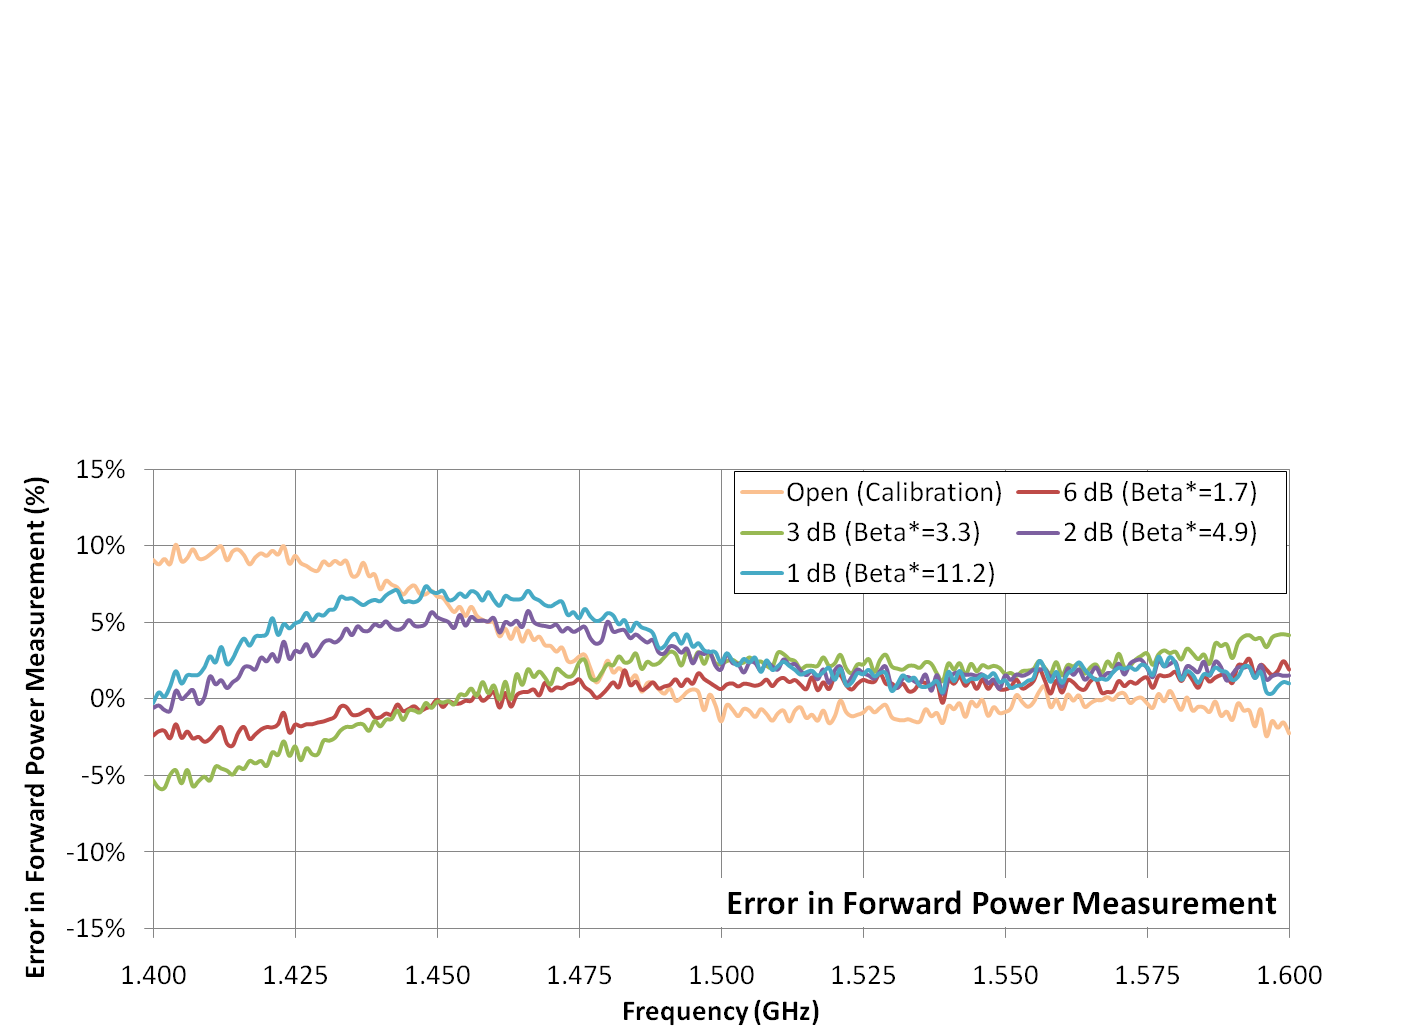 15%
10%
5%
0%
-5%
-10%
-15%
Error in Forward Power Measurement (%)
Open (Calibration)
6 dB (Beta*=1.7)
3 dB (Beta*=3.3)
2 dB (Beta*=4.9)
1 dB (Beta*=11.2)
Error in Forward Power Measurement
1.400 1.425 1.450 1.475 1.500 1.525 1.550 1.575 1.600
Frequency (GHz)